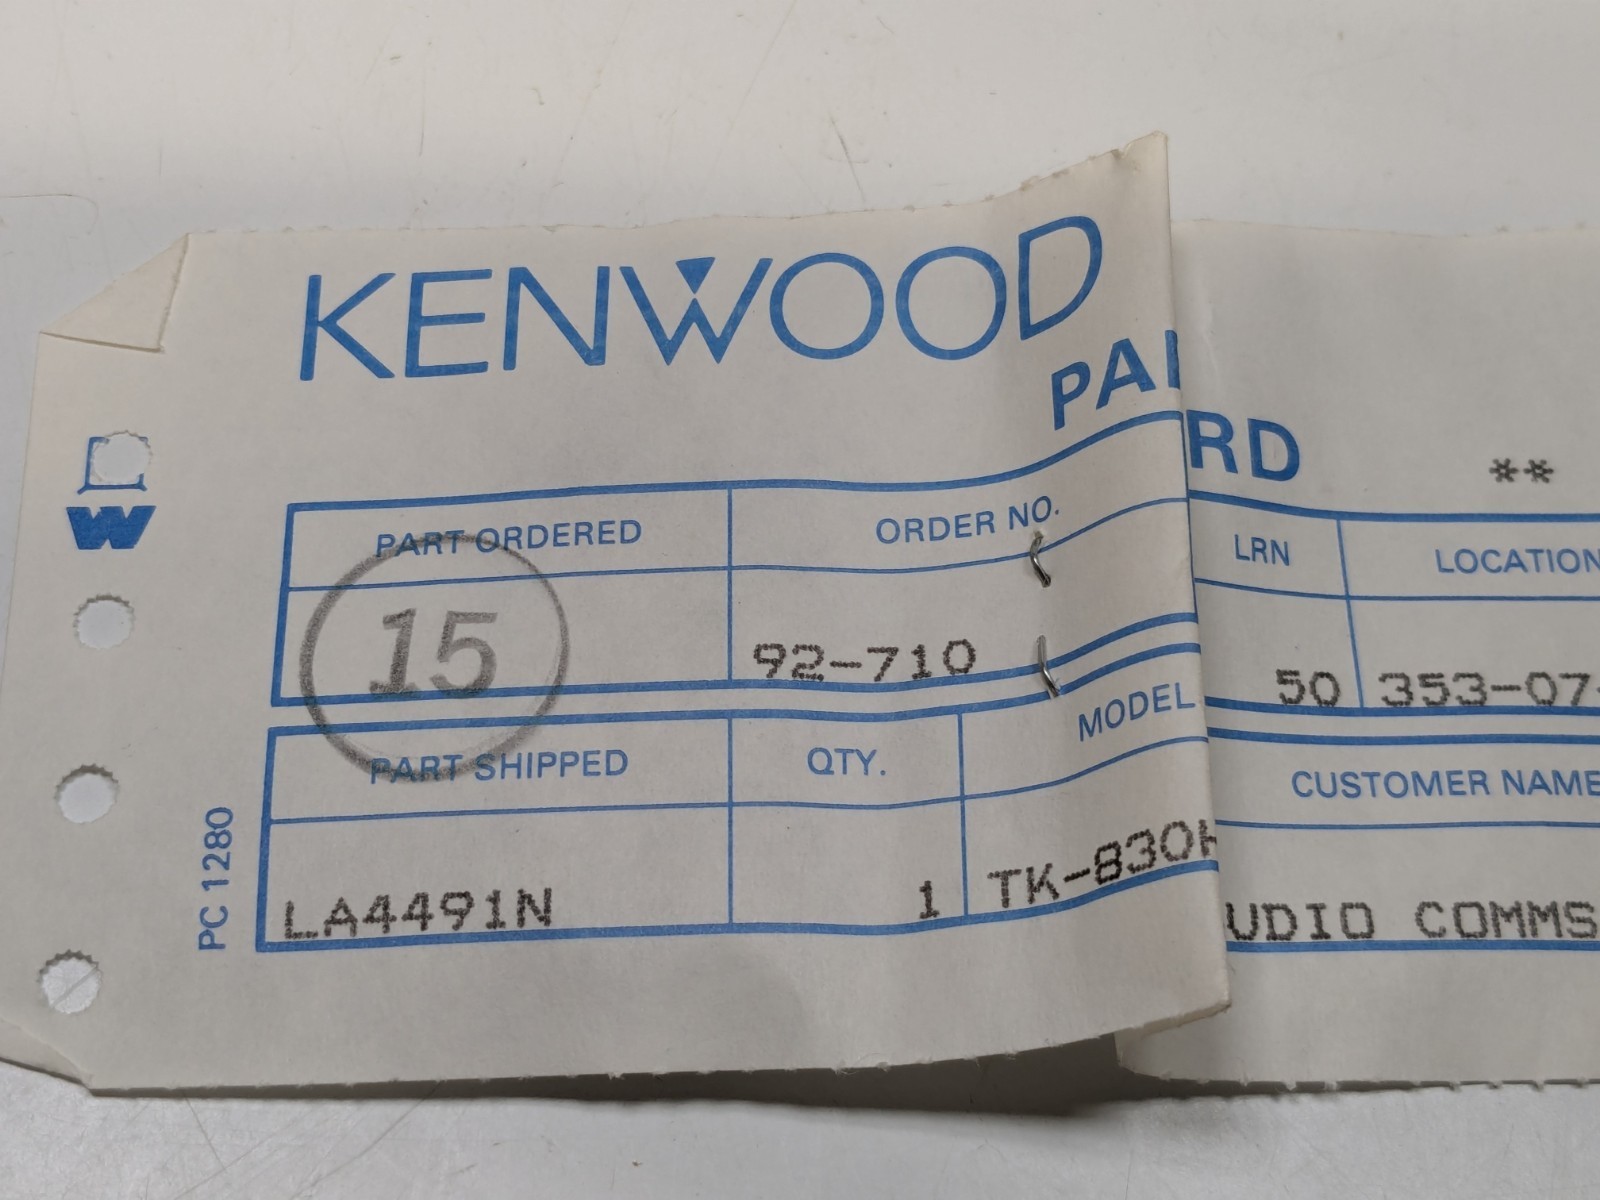 KENWOOD
PA RD **
PART ORDERED ORDER NO. LRN LOCATION
15 92-710 50 353-07-
PART SHIPPED QTY. MODEL CUSTOMER NAME
LA4491N 1 TK-830H UDIO COMMS
PC 1280
W